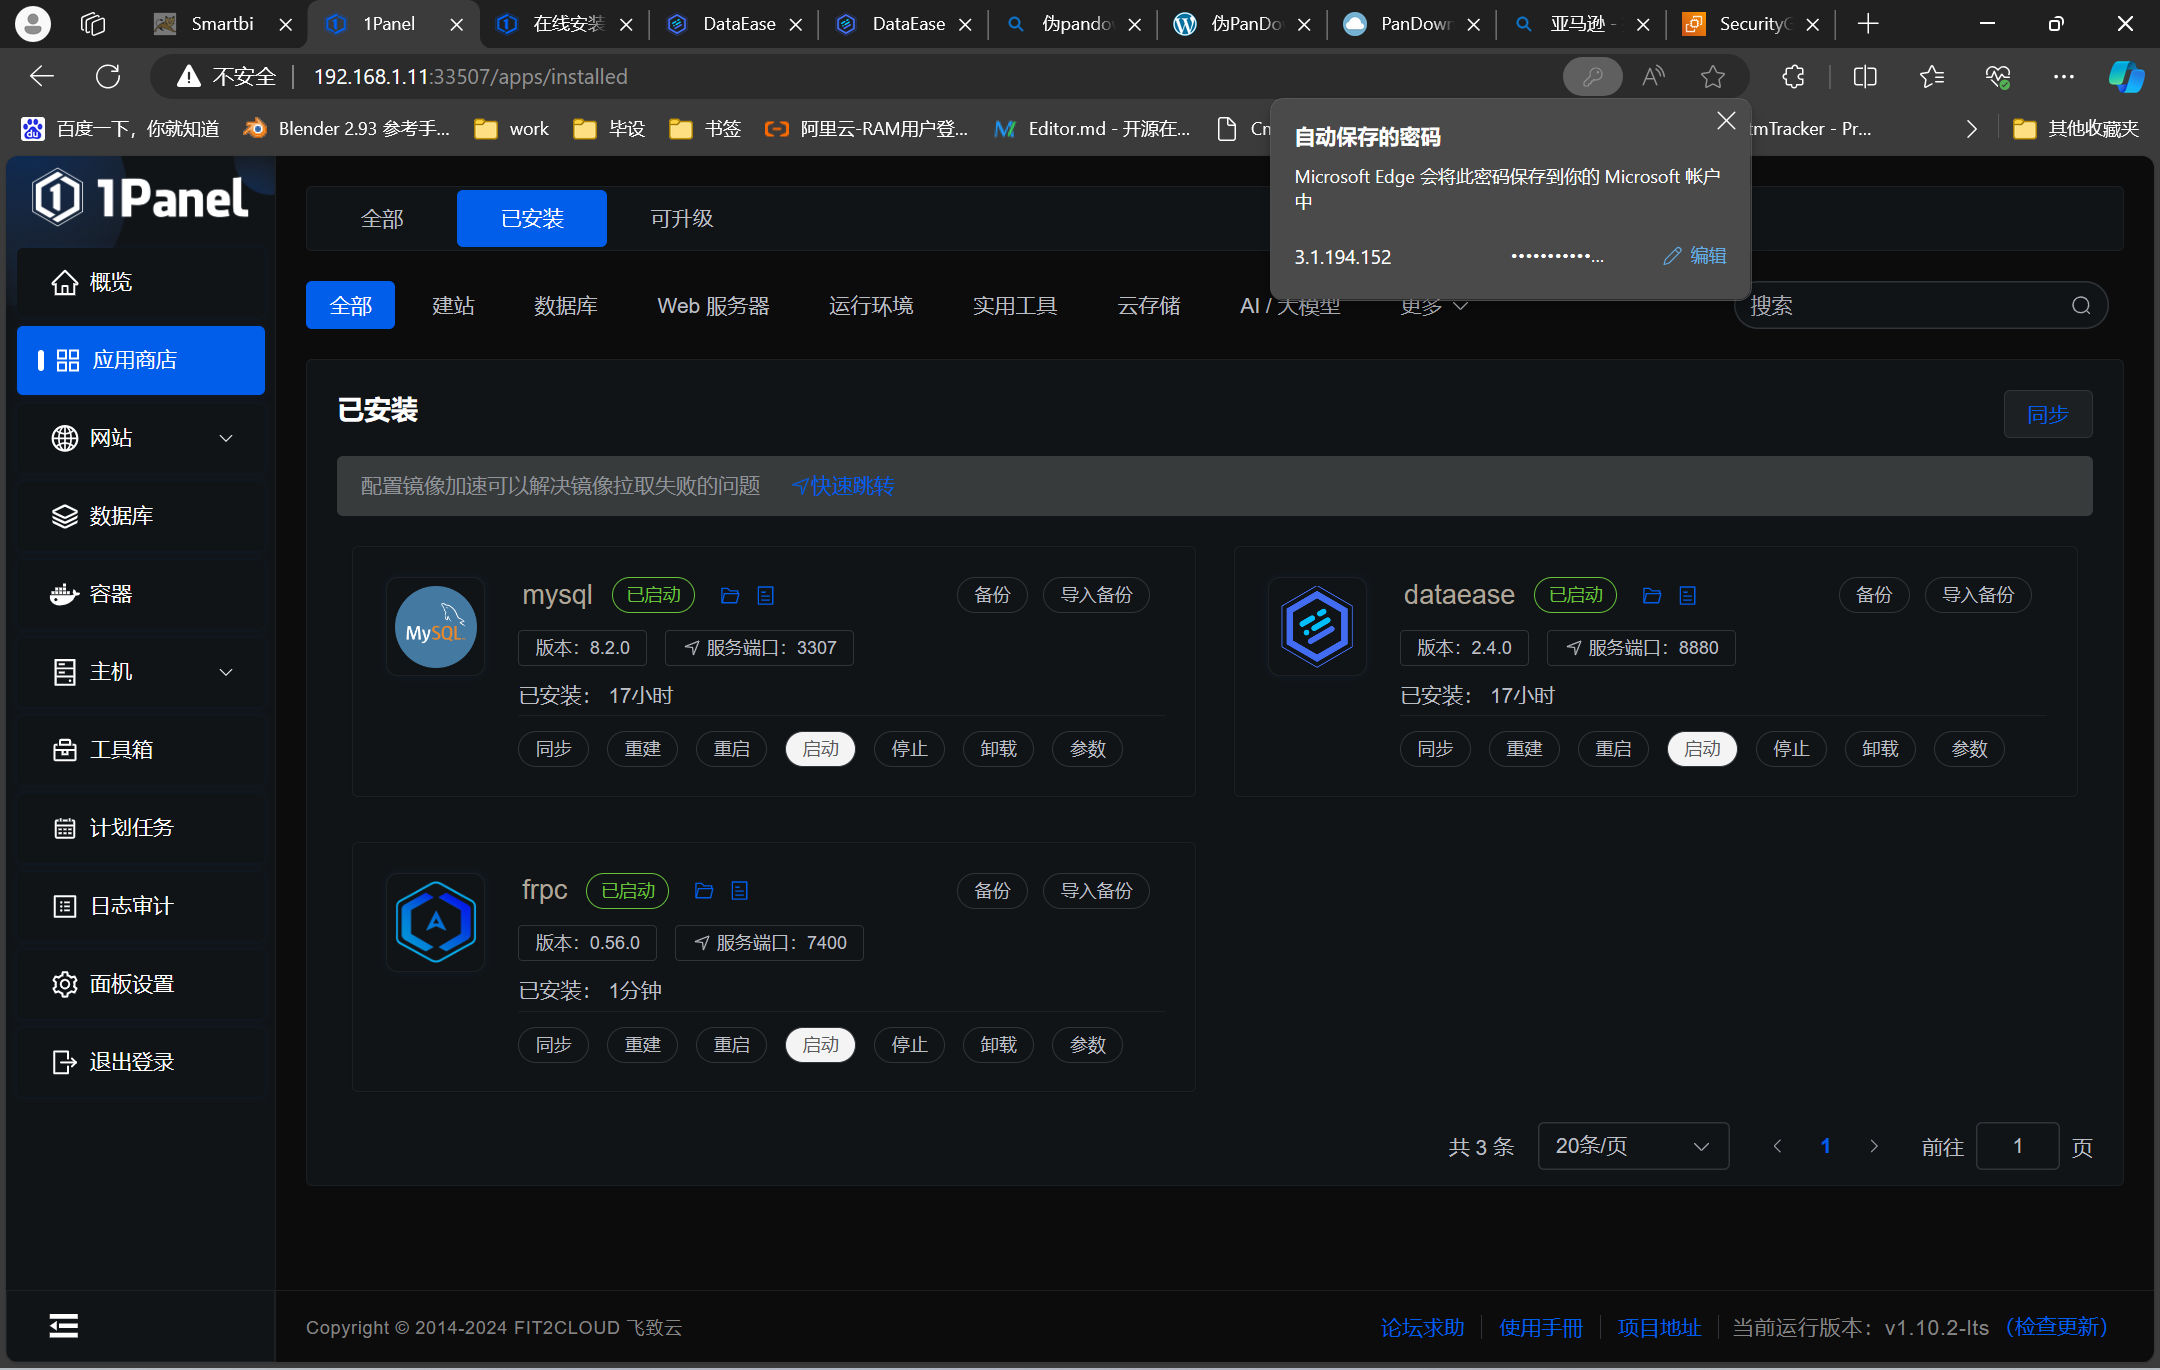 Smartbi
1Panel
在线安装
DataEase
DataEase
伪pando
伪PanDo
PanDown
亚马逊 -
SecurityG
不安全
192.168.1.11:33507/apps/installed
百度一下，你就知道
Blender 2.93 参考手...
work
毕设
书签
阿里云-RAM用户登...
Editor.md - 开源在...
Cm
tmTracker - Pr...
其他收藏夹
自动保存的密码
Microsoft Edge 会将此密码保存到你的 Microsoft 帐户
中
3.1.194.152
••••••••••••...
编辑
1Panel
概览
应用商店
网站
数据库
容器
主机
工具箱
计划任务
日志审计
面板设置
退出登录
全部
已安装
可升级
全部
建站
数据库
Web 服务器
运行环境
实用工具
云存储
AI / 大模型
更多
搜索
已安装
同步
配置镜像加速可以解决镜像拉取失败的问题
快速跳转
MySQL
mysql
已启动
备份
导入备份
版本：8.2.0
服务端口：3307
已安装： 17小时
同步
重建
重启
启动
停止
卸载
参数
dataease
已启动
备份
导入备份
版本：2.4.0
服务端口：8880
已安装： 17小时
同步
重建
重启
启动
停止
卸载
参数
frpc
已启动
备份
导入备份
版本：0.56.0
服务端口：7400
已安装： 1分钟
同步
重建
重启
启动
停止
卸载
参数
共 3 条
20条/页
1
前往
1
页
Copyright © 2014-2024 FIT2CLOUD 飞致云
论坛求助
使用手册
项目地址
当前运行版本：v1.10.2-lts
（检查更新）